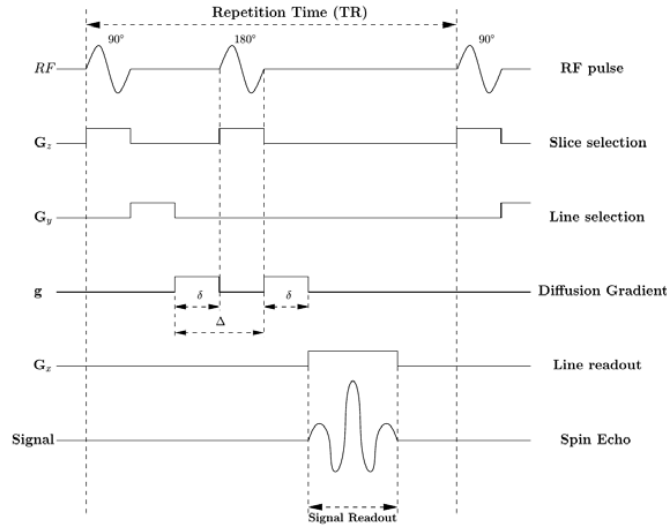 Repetition Time (TR)
90° 180° 90°
RF RF pulse
G_z Slice selection
G_y Line selection
g Diffusion Gradient
δ δ
Δ
G_x Line readout
Signal Spin Echo
Signal Readout